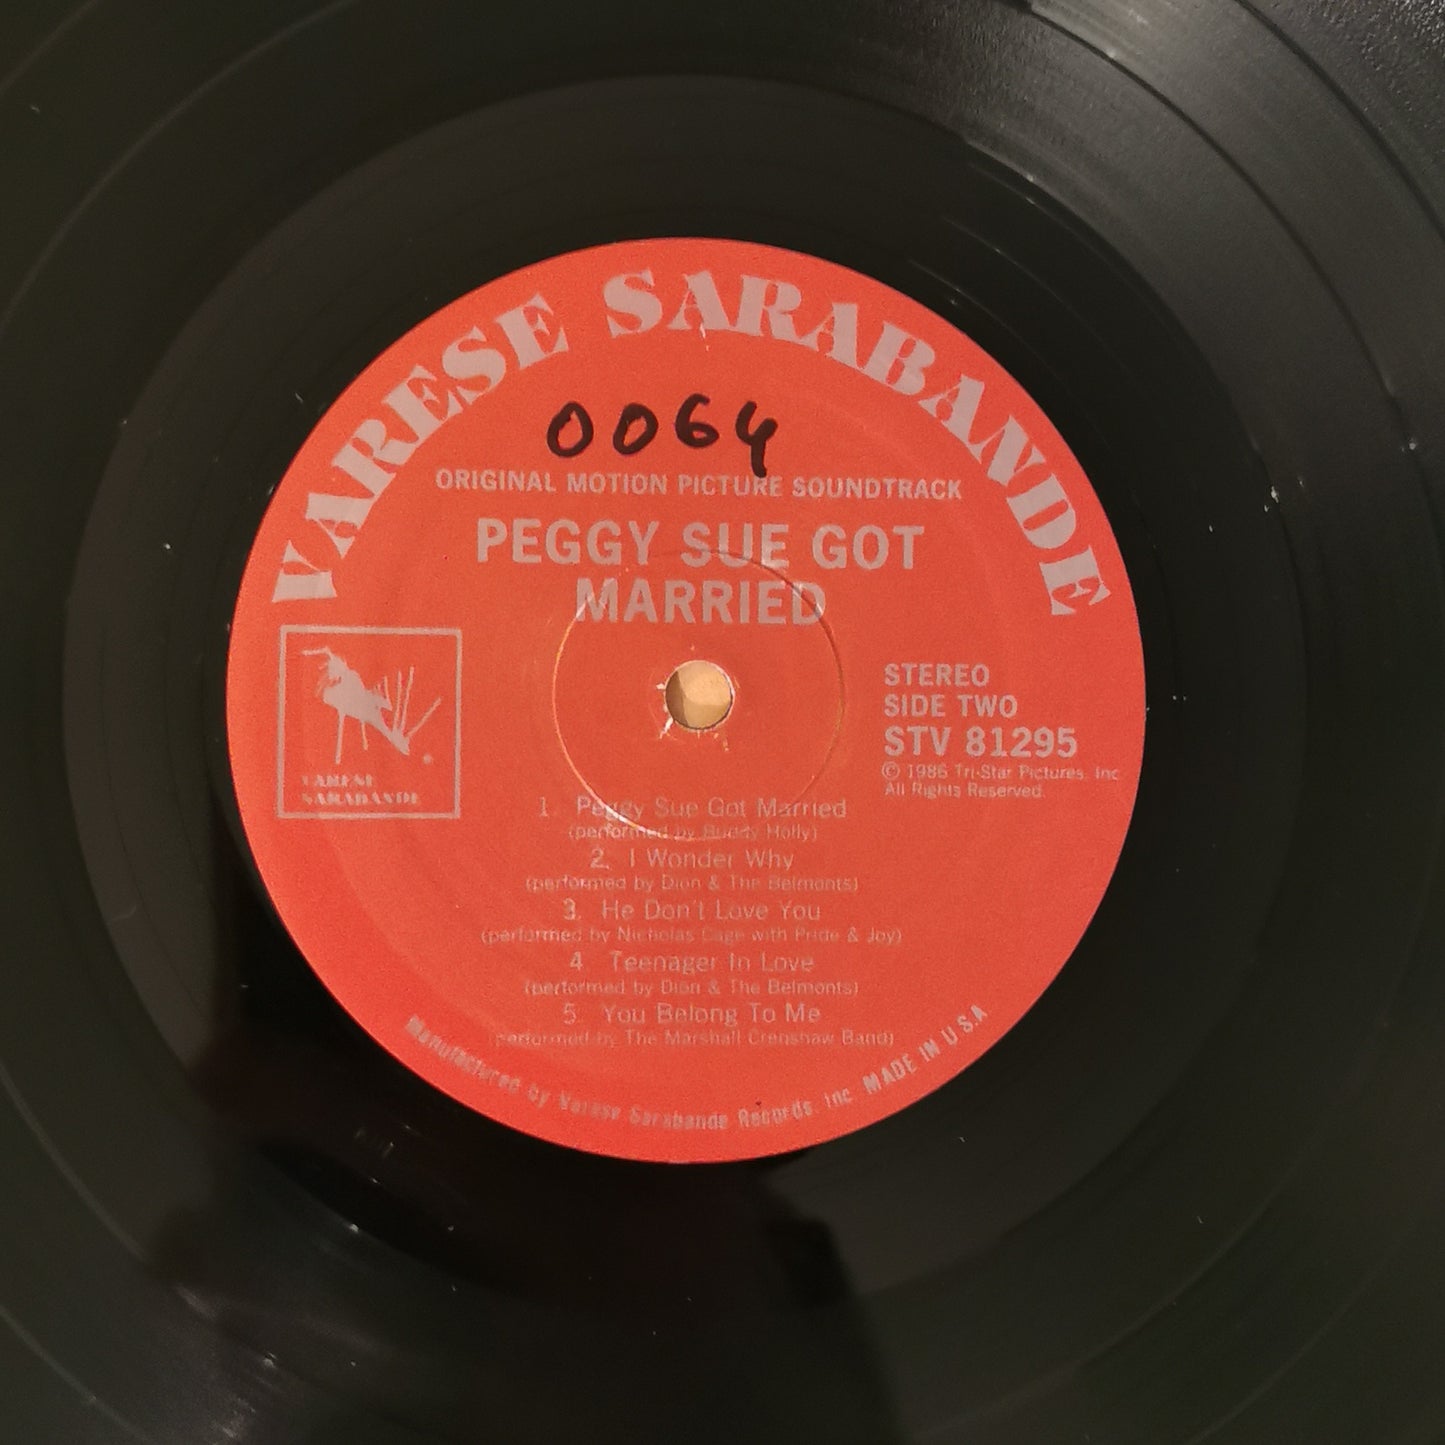 VARESE SARABANDE
0064
ORIGINAL MOTION PICTURE SOUNDTRACK
PEGGY SUE GOT
MARRIED
VARESE
SARABANDE
STEREO
SIDE TWO
STV 81295
© 1986 Tri-Star Pictures, Inc
All Rights Reserved.
1. Peggy Sue Got Married
(performed by Buddy Holly)
2. I Wonder Why
(performed by Dion & The Belmonts)
3. He Don't Love You
(performed by Nicholas Cage with Pride & Joy)
4. Teenager In Love
(performed by Dion & The Belmonts)
5. You Belong To Me
(performed by The Marshall Crenshaw Band)
Manufactured by Varese Sarabande Records, Inc. MADE IN U.S.A